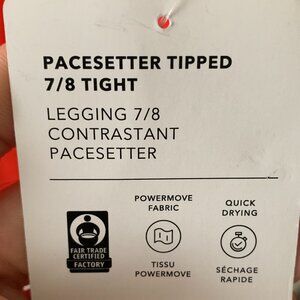 PACESETTER TIPPED
7/8 TIGHT
LEGGING 7/8
CONTRASTANT
PACESETTER
FAIR TRADE
CERTIFIED
FACTORY
POWERMOVE
FABRIC
TISSU
POWERMOVE
QUICK
DRYING
SÉCHAGE
RAPIDE